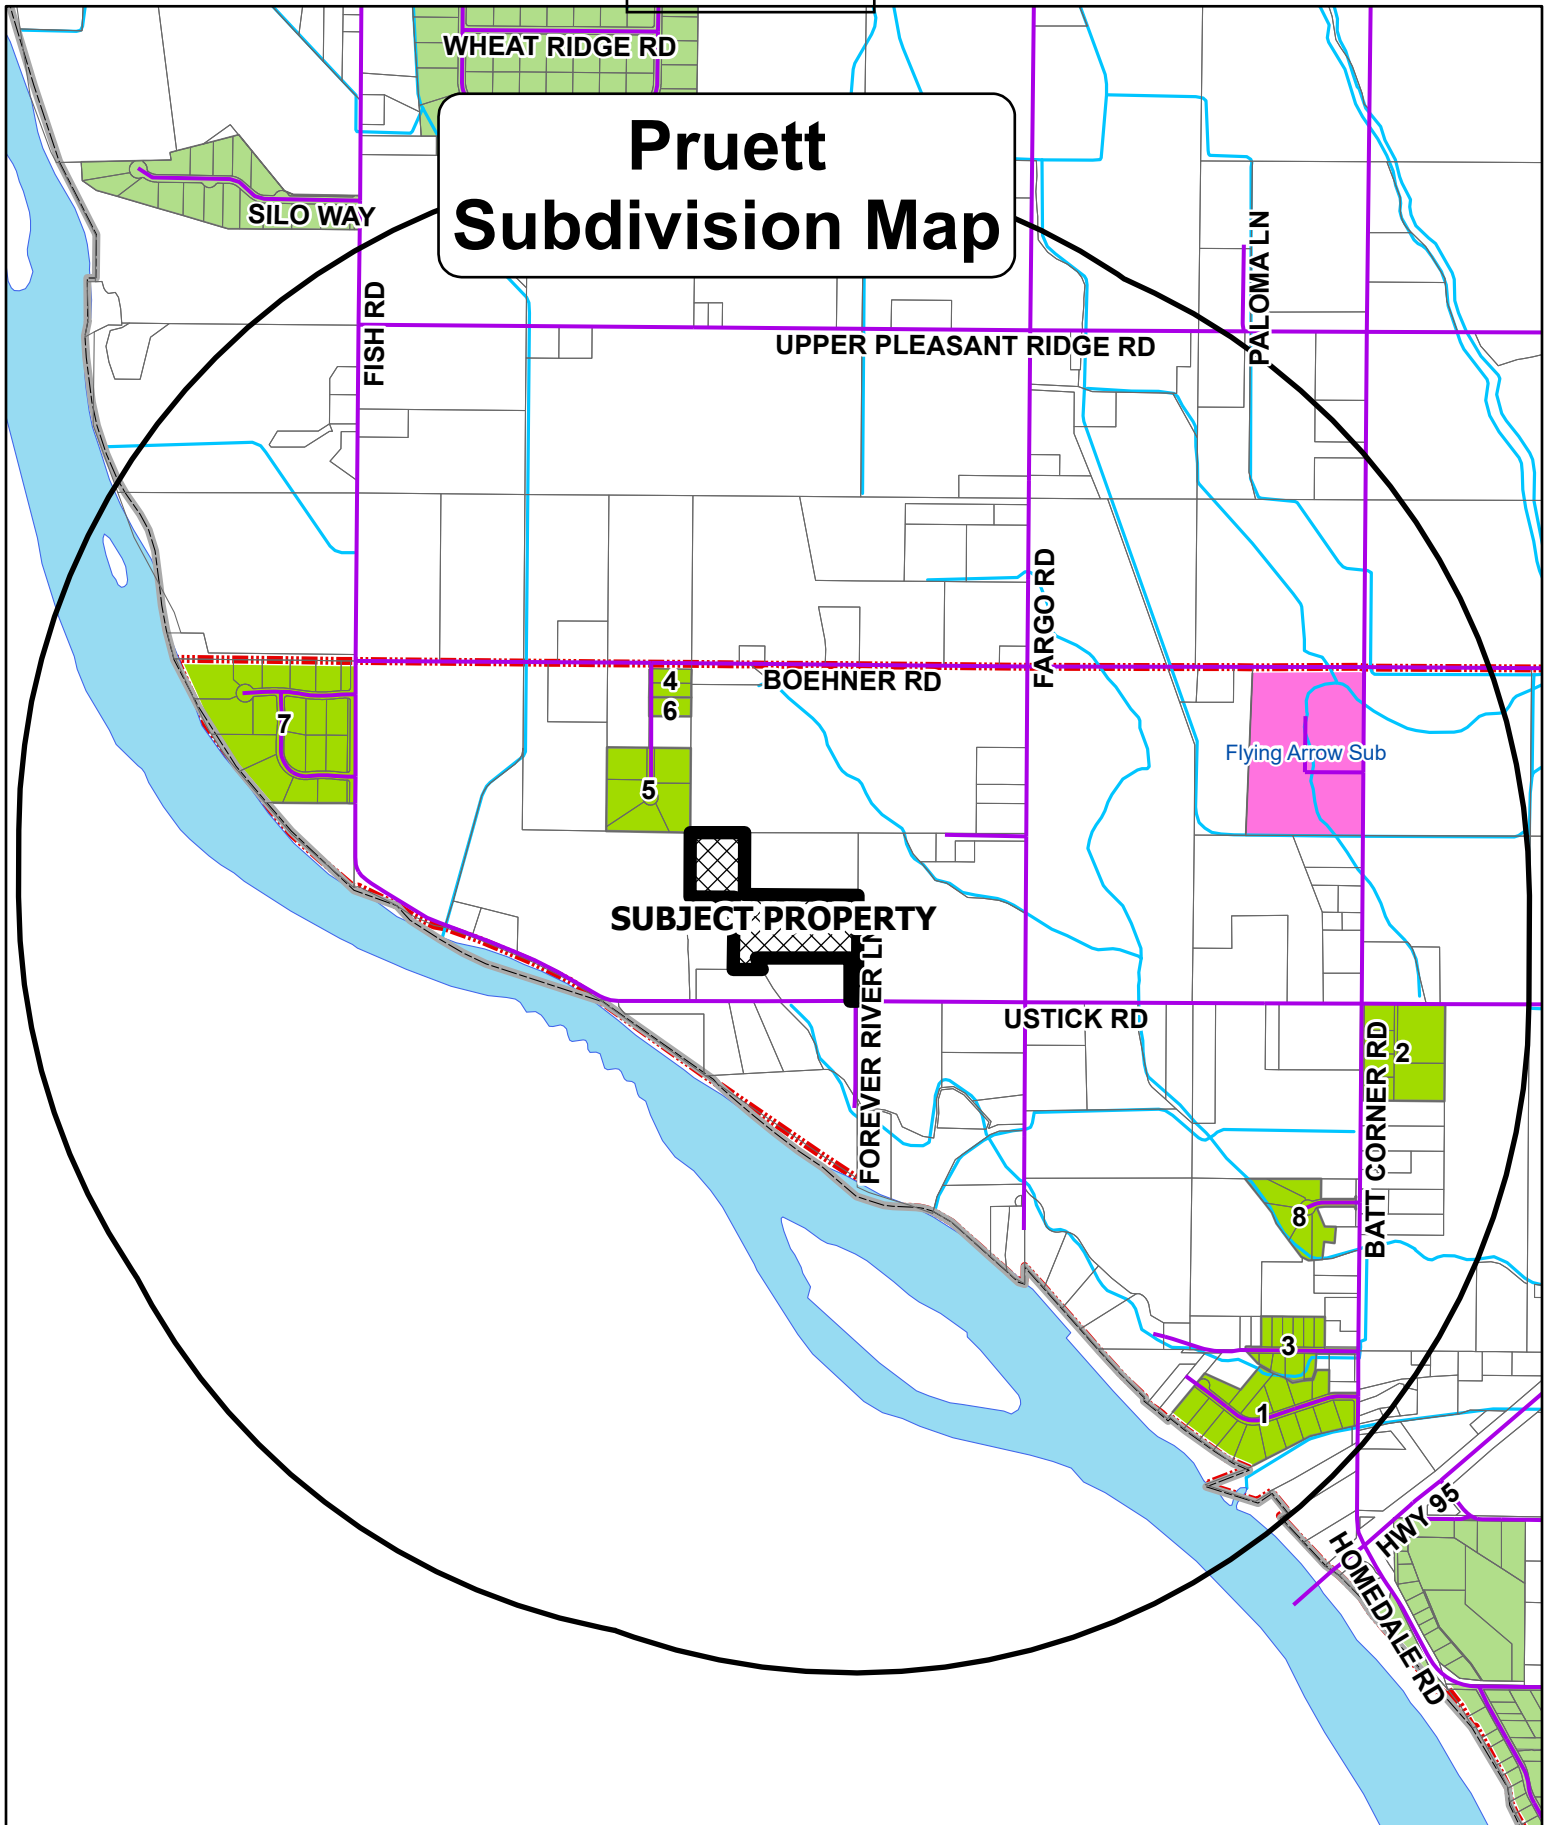 WHEAT RIDGE RD
Pruett
Subdivision Map
SILO WAY
FISH RD
PALOMA LN
UPPER PLEASANT RIDGE RD
FARGO RD
BOEHNER RD
4
6
7
5
Flying Arrow Sub
SUBJECT PROPERTY
FOREVER RIVER LN
USTICK RD
BATT CORNER RD
2
8
3
1
HWY 95
HOMEDALE RD